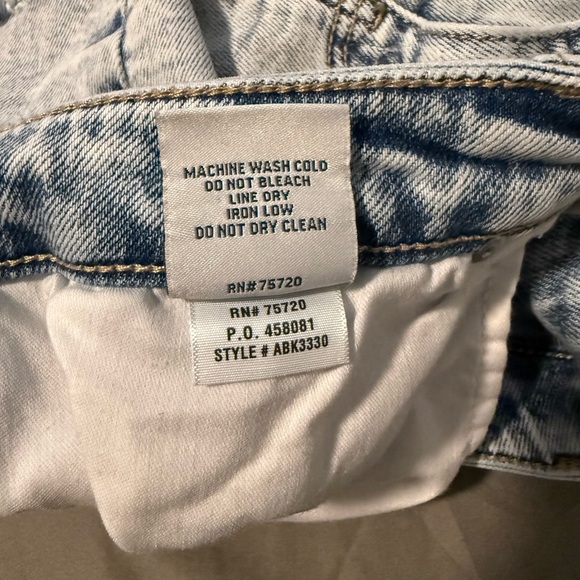 MACHINE WASH COLD
DO NOT BLEACH
LINE DRY
IRON LOW
DO NOT DRY CLEAN
RN# 75720
RN# 75720
P.O. 458081
STYLE # ABK3330